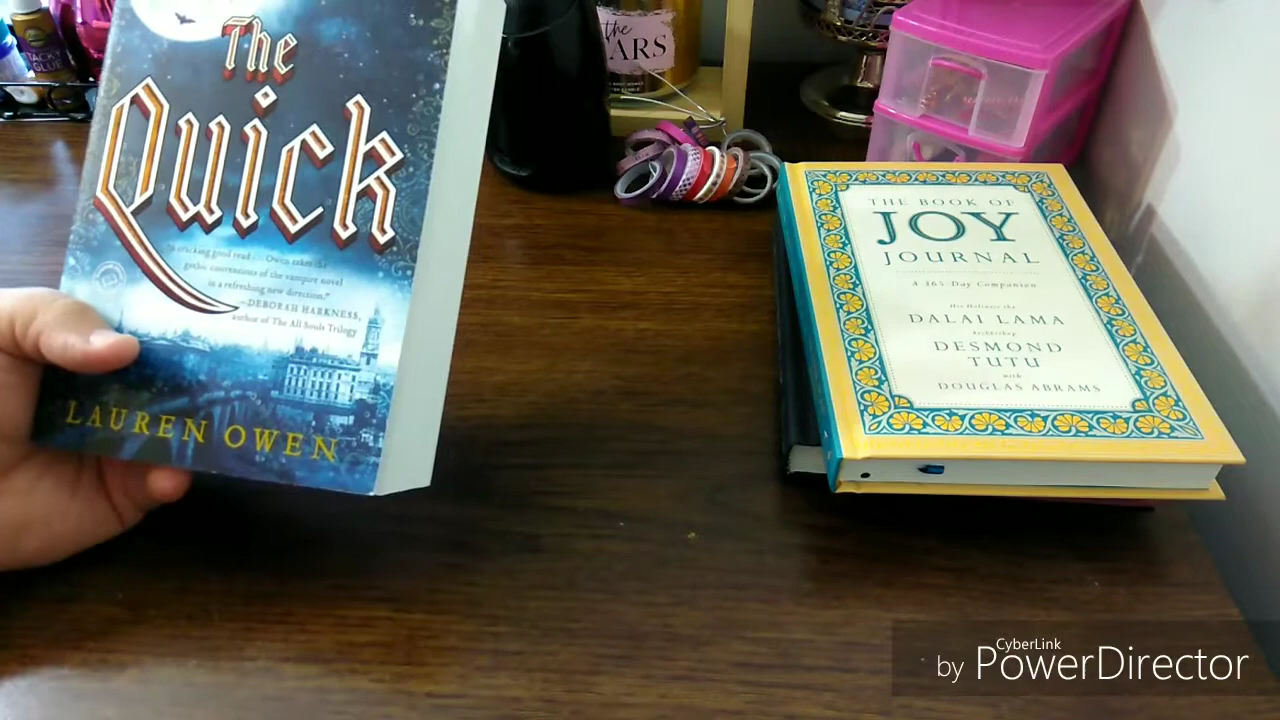 The
Quick
"A cracking good read... Owen takes the
gothic conventions of the vampire novel
in a refreshing new direction."
—DEBORAH HARKNESS,
author of The All Souls Trilogy
LAUREN OWEN
the
ARS
TACKY
GLUE
THE BOOK OF
JOY
JOURNAL
A 365-Day Companion
His Holiness the
DALAI LAMA
Archbishop
DESMOND
TUTU
with
DOUGLAS ABRAMS
CyberLink
by PowerDirector